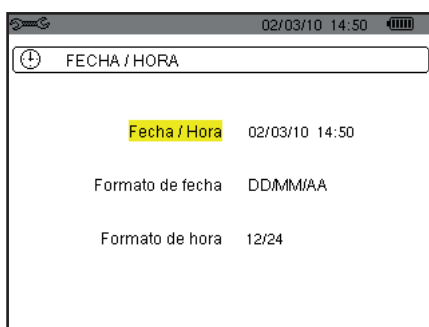 02/03/10 14:50
FECHA / HORA
Fecha / Hora 02/03/10 14:50
Formato de fecha DD/MM/AA
Formato de hora 12/24